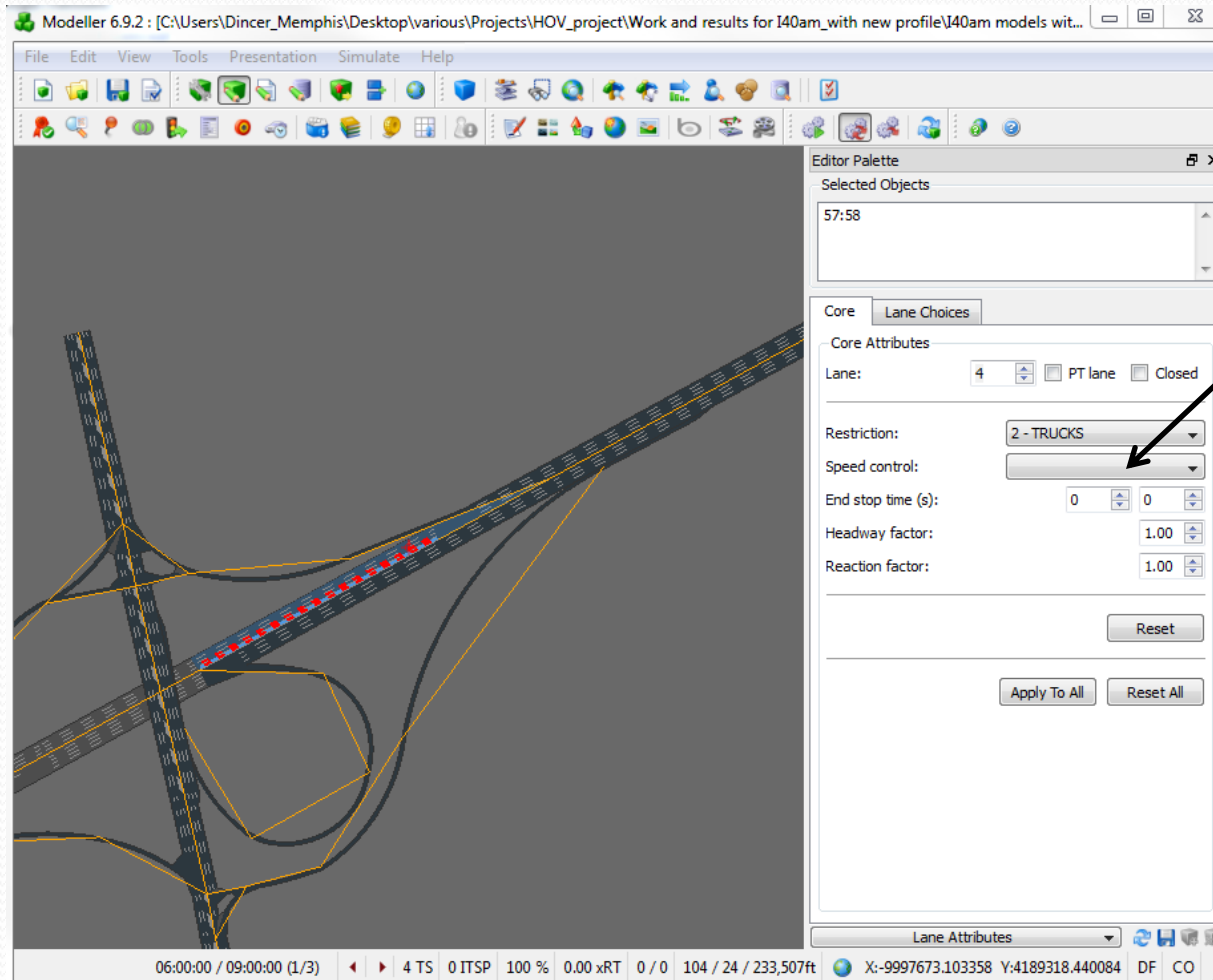 Modeller 6.9.2 : [C:\Users\Dincer_Memphis\Desktop\various\Projects\HOV_project\Work and results for I40am_with new profile\I40am models wit...
File Edit View Tools Presentation Simulate Help
Editor Palette
Selected Objects
57:58
Core Lane Choices
Core Attributes
Lane: 4 PT lane Closed
Restriction: 2 - TRUCKS
Speed control:
End stop time (s): 0 0
Headway factor: 1.00
Reaction factor: 1.00
Reset
Apply To All Reset All
Lane Attributes
06:00:00 / 09:00:00 (1/3) 4 TS 0 ITSP 100 % 0.00 xRT 0 / 0 104 / 24 / 233,507ft X:-9997673.103358 Y:4189318.440084 DF CO